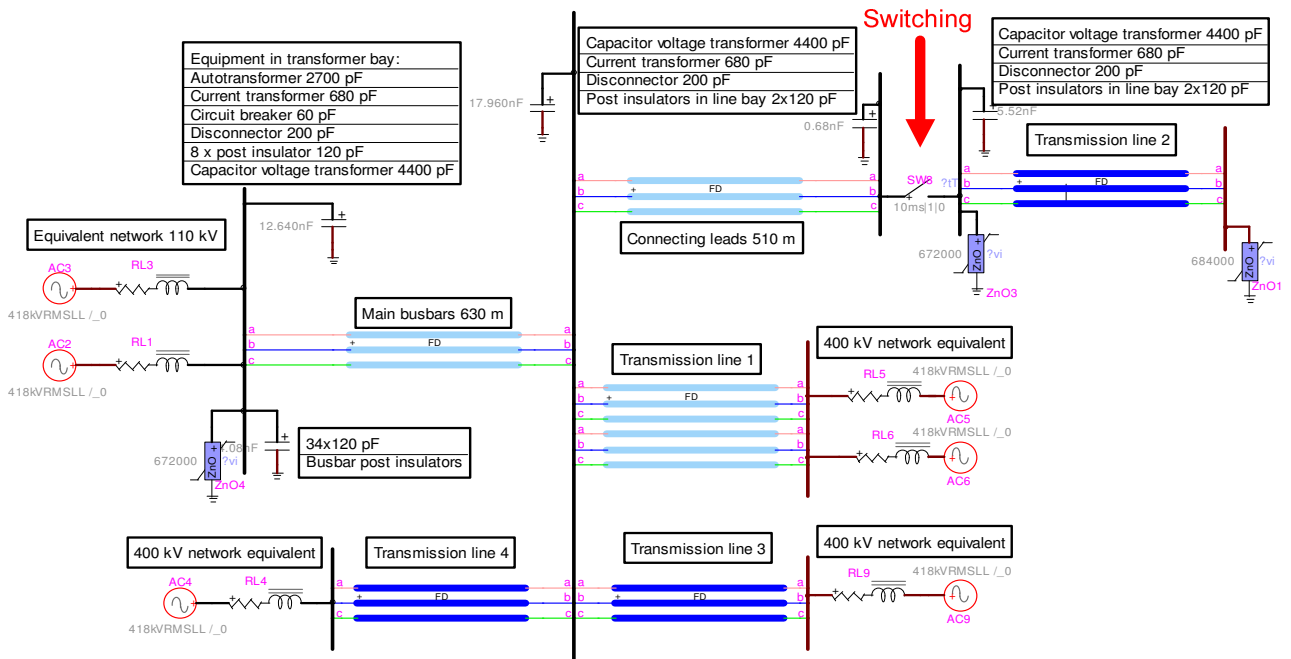 Switching
Equipment in transformer bay:
Autotransformer 2700 pF
Current transformer 680 pF
Circuit breaker 60 pF
Disconnector 200 pF
8 x post insulator 120 pF
Capacitor voltage transformer 4400 pF
+
17.960nF
Capacitor voltage transformer 4400 pF
Current transformer 680 pF
Disconnector 200 pF
Post insulators in line bay 2x120 pF
+
0.68nF
Capacitor voltage transformer 4400 pF
Current transformer 680 pF
Disconnector 200 pF
Post insulators in line bay 2x120 pF
+
5.52nF
Transmission line 2
a
b
c
+
FD
a
b
c
SW8
?t
+
10ms|1|0
a
b
c
+
FD
a
b
c
Connecting leads 510 m
672000
ZnO
+
?vi
ZnO3
684000
ZnO
+
?vi
ZnO1
+
12.640nF
Equivalent network 110 kV
AC3
RL3
+
418kVRMSLL /_0
AC2
RL1
+
418kVRMSLL /_0
Main busbars 630 m
a
b
c
+
FD
a
b
c
672000
ZnO
+
?vi
ZnO4
+
.08nF
34x120 pF
Busbar post insulators
Transmission line 1
a
b
c
a
b
c
+
FD
a
b
c
a
b
c
400 kV network equivalent
RL5
418kVRMSLL /_0
+
AC5
RL6
418kVRMSLL /_0
+
AC6
400 kV network equivalent
AC4
RL4
+
418kVRMSLL /_0
Transmission line 4
a
b
c
+
FD
a
b
c
Transmission line 3
a
b
c
+
FD
a
b
c
400 kV network equivalent
RL9
418kVRMSLL /_0
+
AC9